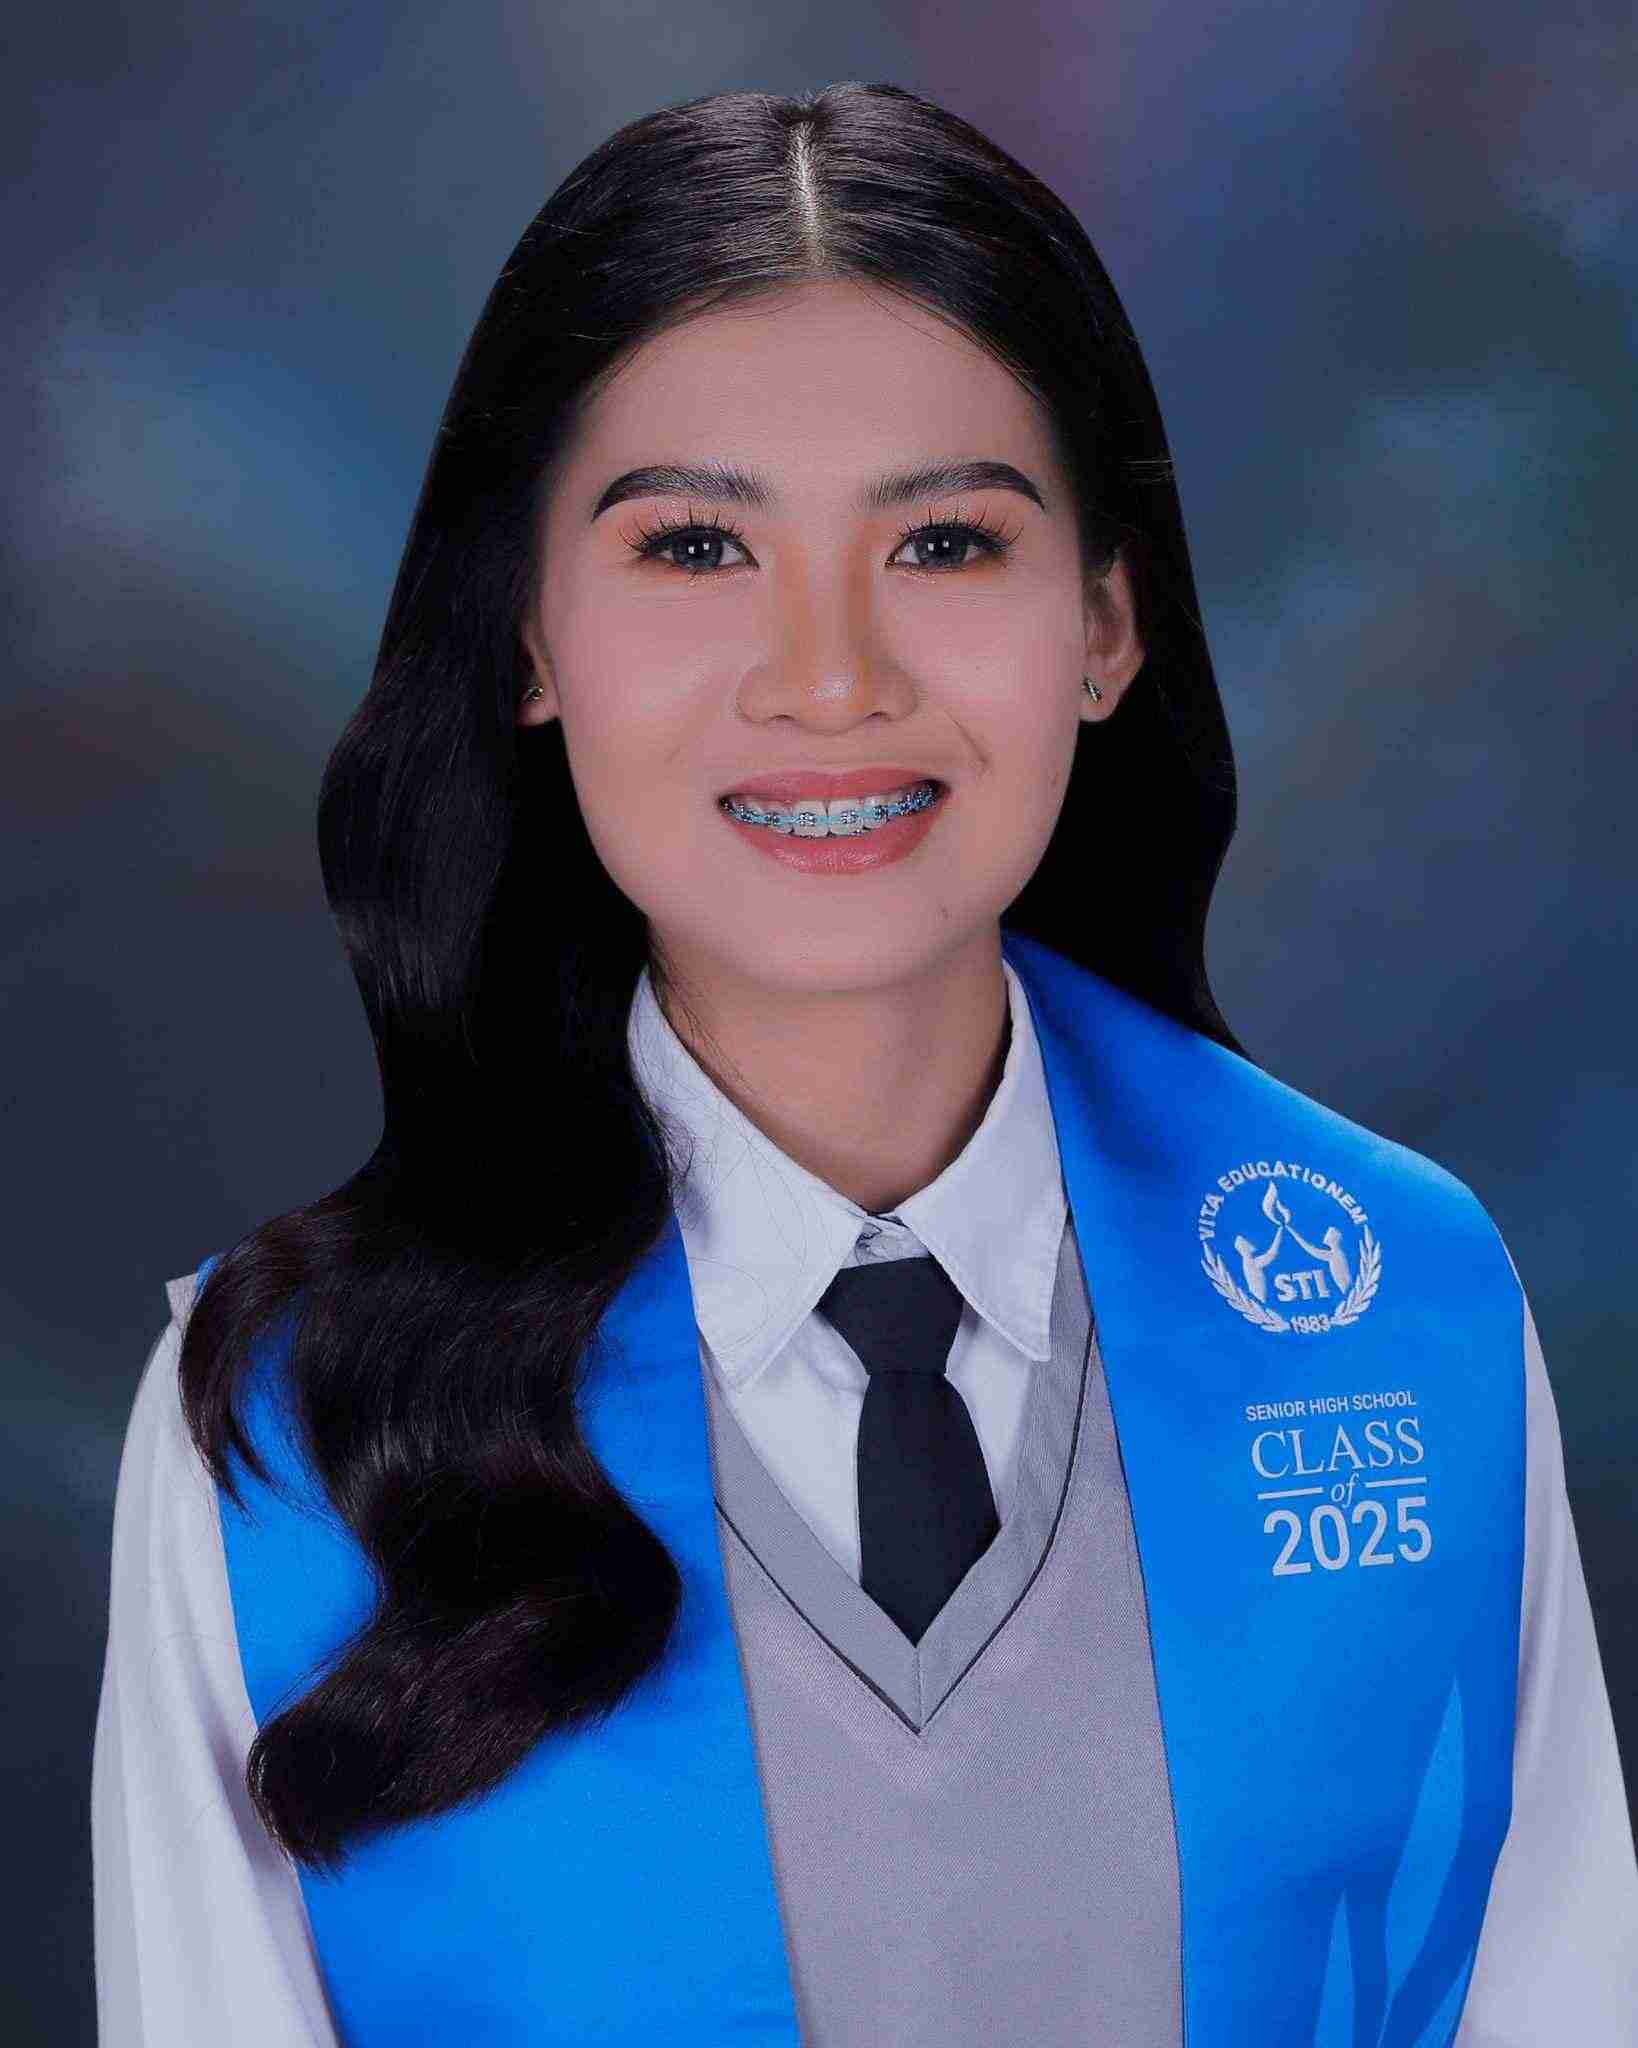 VITA EDUCATIONEM
STI
1983
SENIOR HIGH SCHOOL
CLASS
of
2025